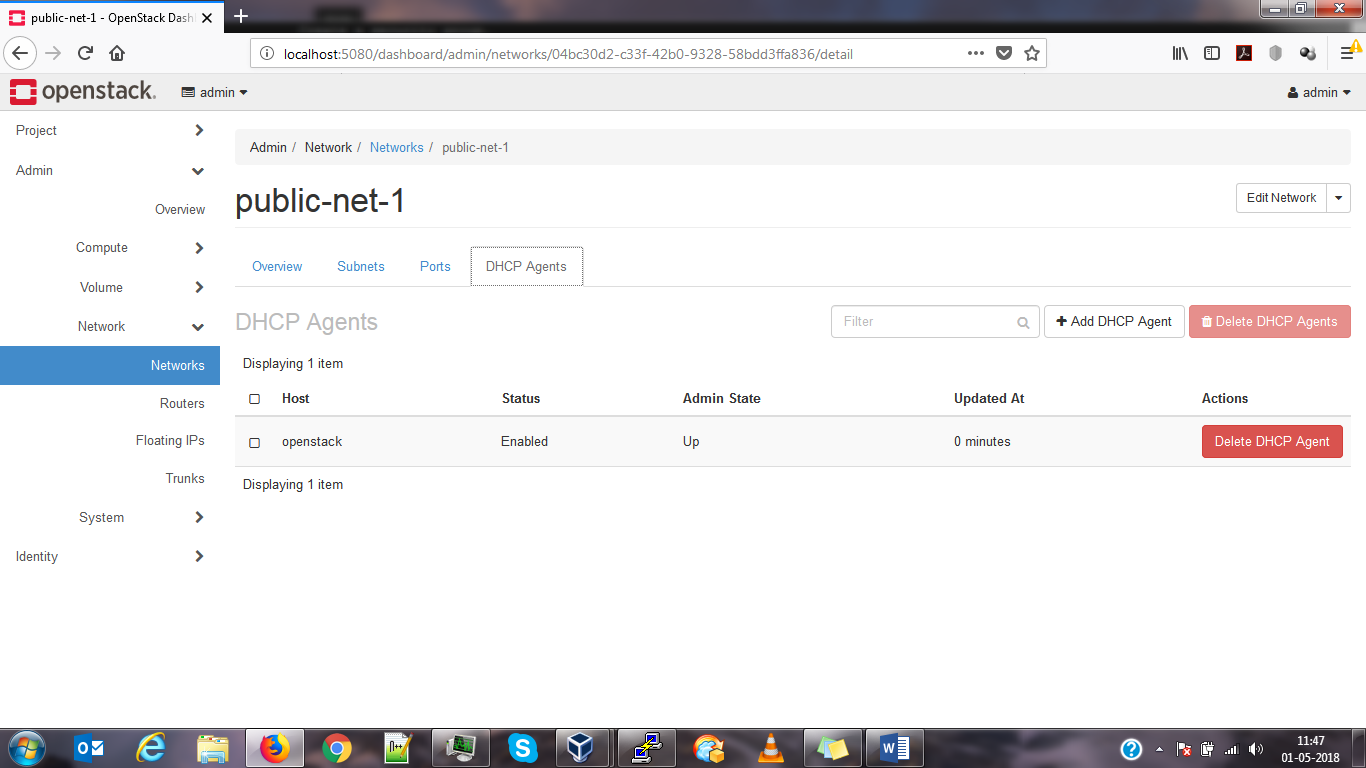 public-net-1 - OpenStack Dash
localhost:5080/dashboard/admin/networks/04bc30d2-c33f-42b0-9328-58bdd3ffa836/detail
openstack.
admin
admin
Project
Admin
Overview
Compute
Volume
Network
Networks
Routers
Floating IPs
Trunks
System
Identity
Admin / Network / Networks / public-net-1
public-net-1
Edit Network
Overview Subnets Ports DHCP Agents
DHCP Agents
Filter
Add DHCP Agent
Delete DHCP Agents
Displaying 1 item
Host Status Admin State Updated At Actions
openstack Enabled Up 0 minutes Delete DHCP Agent
Displaying 1 item
11:47
01-05-2018